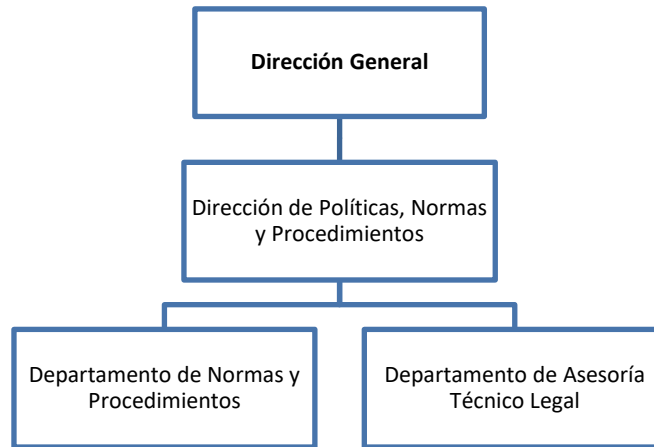 Dirección General
Dirección de Políticas, Normas
y Procedimientos
Departamento de Normas y
Procedimientos
Departamento de Asesoría
Técnico Legal